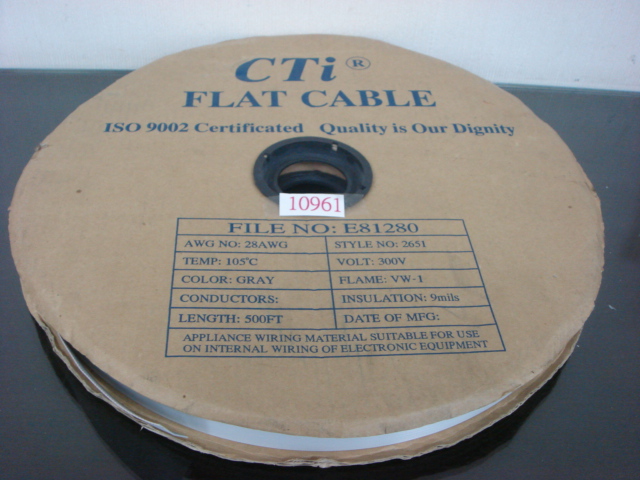 CTi ®
FLAT CABLE
ISO 9002 Certificated Quality is Our Dignity
10961
FILE NO: E81280
AWG NO: 28AWG STYLE NO: 2651
TEMP: 105°C VOLT: 300V
COLOR: GRAY FLAME: VW-1
CONDUCTORS: INSULATION: 9mils
LENGTH: 500FT DATE OF MFG:
APPLIANCE WIRING MATERIAL SUITABLE FOR USE
ON INTERNAL WIRING OF ELECTRONIC EQUIPMENT